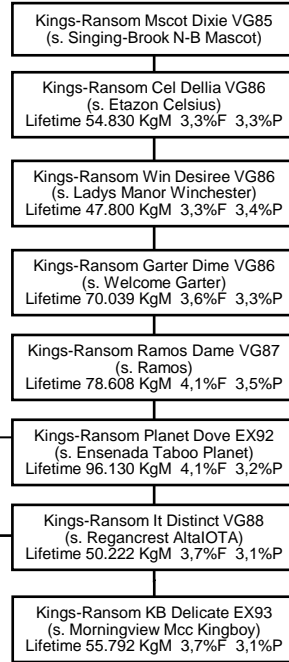 Kings-Ransom Mscot Dixie VG85
(s. Singing-Brook N-B Mascot)
Kings-Ransom Cel Dellia VG86
(s. Etazon Celsius)
Lifetime 54.830 KgM 3,3%F 3,3%P
Kings-Ransom Win Desiree VG86
(s. Ladys Manor Winchester)
Lifetime 47.800 KgM 3,3%F 3,4%P
Kings-Ransom Garter Dime VG86
(s. Welcome Garter)
Lifetime 70.039 KgM 3,6%F 3,3%P
Kings-Ransom Ramos Dame VG87
(s. Ramos)
Lifetime 78.608 KgM 4,1%F 3,5%P
Kings-Ransom Planet Dove EX92
(s. Ensenada Taboo Planet)
Lifetime 96.130 KgM 4,1%F 3,2%P
Kings-Ransom It Distinct VG88
(s. Regancrest AltaIOTA)
Lifetime 50.222 KgM 3,7%F 3,1%P
Kings-Ransom KB Delicate EX93
(s. Morningview Mcc Kingboy)
Lifetime 55.792 KgM 3,7%F 3,1%P